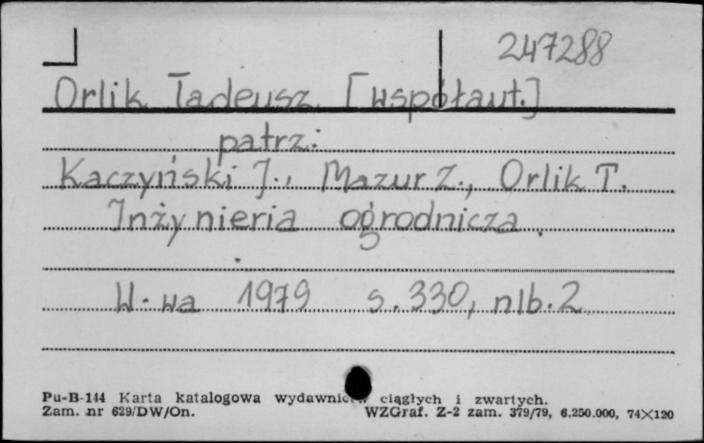 247288
Orlik Tadeusz [współaut.]
patrz:
Kaczyński J., Mazur Z., Orlik T.
Inżynieria ogrodnicza.
W-wa 1979 s. 330, nlb. 2
Pu-B-144 Karta katalogowa wydawnictw ciągłych i zwartych.
Zam. nr 629/DW/On. WZGraf. Z-2 zam. 379/79, 6.250.000, 74×120